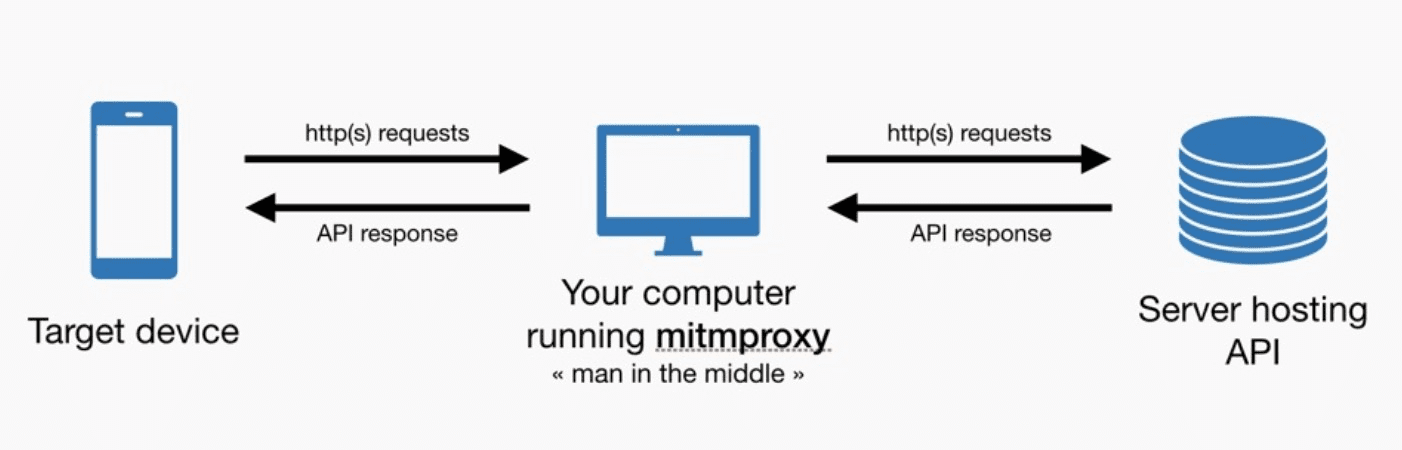 http(s) requests
http(s) requests
API response
API response
Target device
Your computer
running mitmproxy
« man in the middle »
Server hosting
API